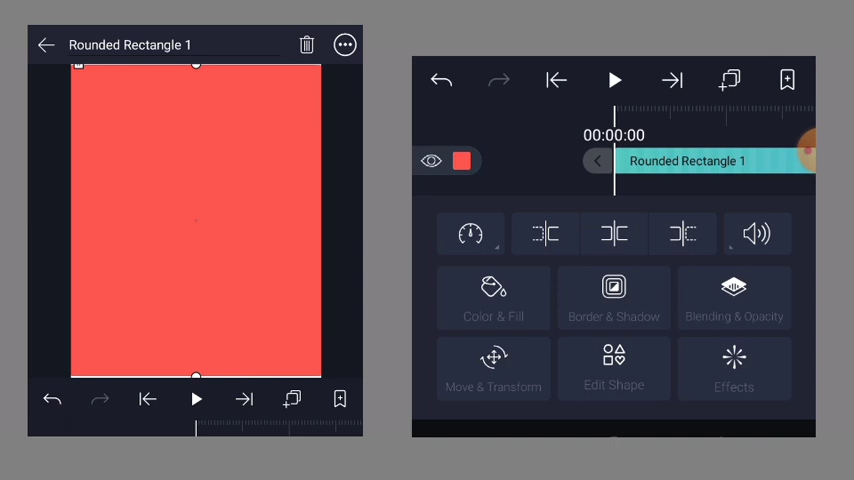 Rounded Rectangle 1
00:00:00
Rounded Rectangle 1
Color & Fill
Border & Shadow
Blending & Opacity
Move & Transform
Edit Shape
Effects